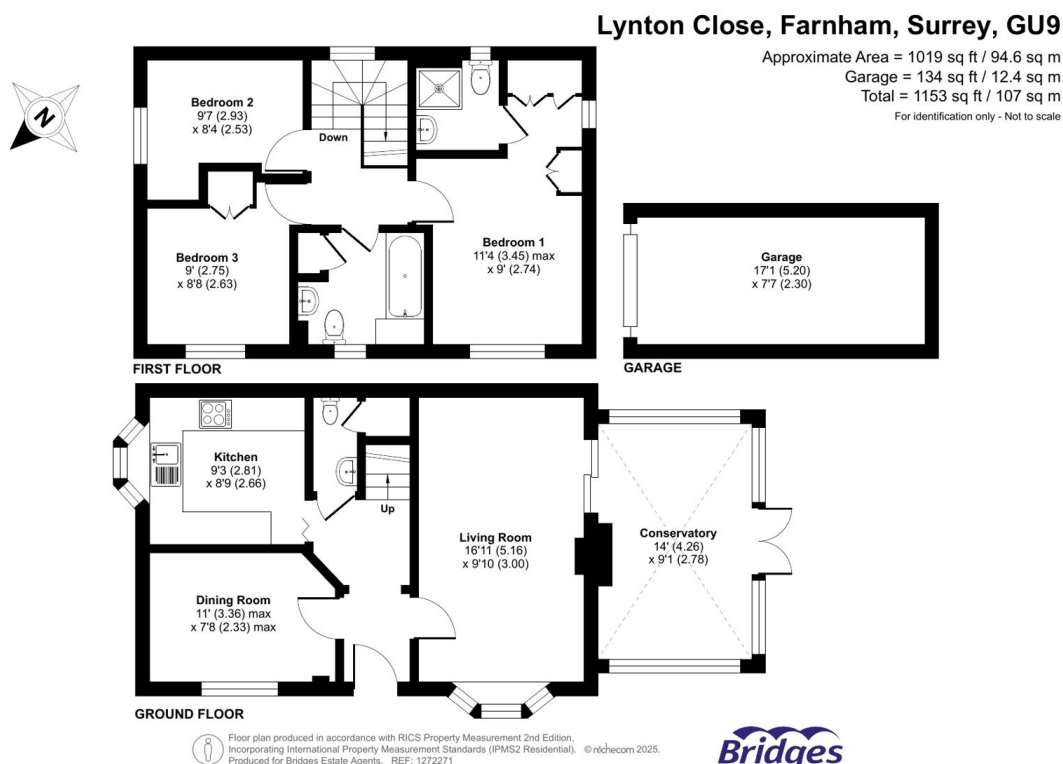 Lynton Close, Farnham, Surrey, GU9
Approximate Area = 1019 sq ft / 94.6 sq m
Garage = 134 sq ft / 12.4 sq m
Total = 1153 sq ft / 107 sq m
For identification only - Not to scale
N
Bedroom 2
9'7 (2.93)
x 8'4 (2.53)
Down
Bedroom 3
9' (2.75)
x 8'8 (2.63)
Bedroom 1
11'4 (3.45) max
x 9' (2.74)
FIRST FLOOR
Garage
17'1 (5.20)
x 7'7 (2.30)
GARAGE
Kitchen
9'3 (2.81)
x 8'9 (2.66)
Up
Living Room
16'11 (5.16)
x 9'10 (3.00)
Conservatory
14' (4.26)
x 9'1 (2.78)
Dining Room
11' (3.36) max
x 7'8 (2.33) max
GROUND FLOOR
Floor plan produced in accordance with RICS Property Measurement 2nd Edition,
Incorporating International Property Measurement Standards (IPMS2 Residential). ©nichecom 2025.
Produced for Bridges Estate Agents. REF: 1272271
Bridges